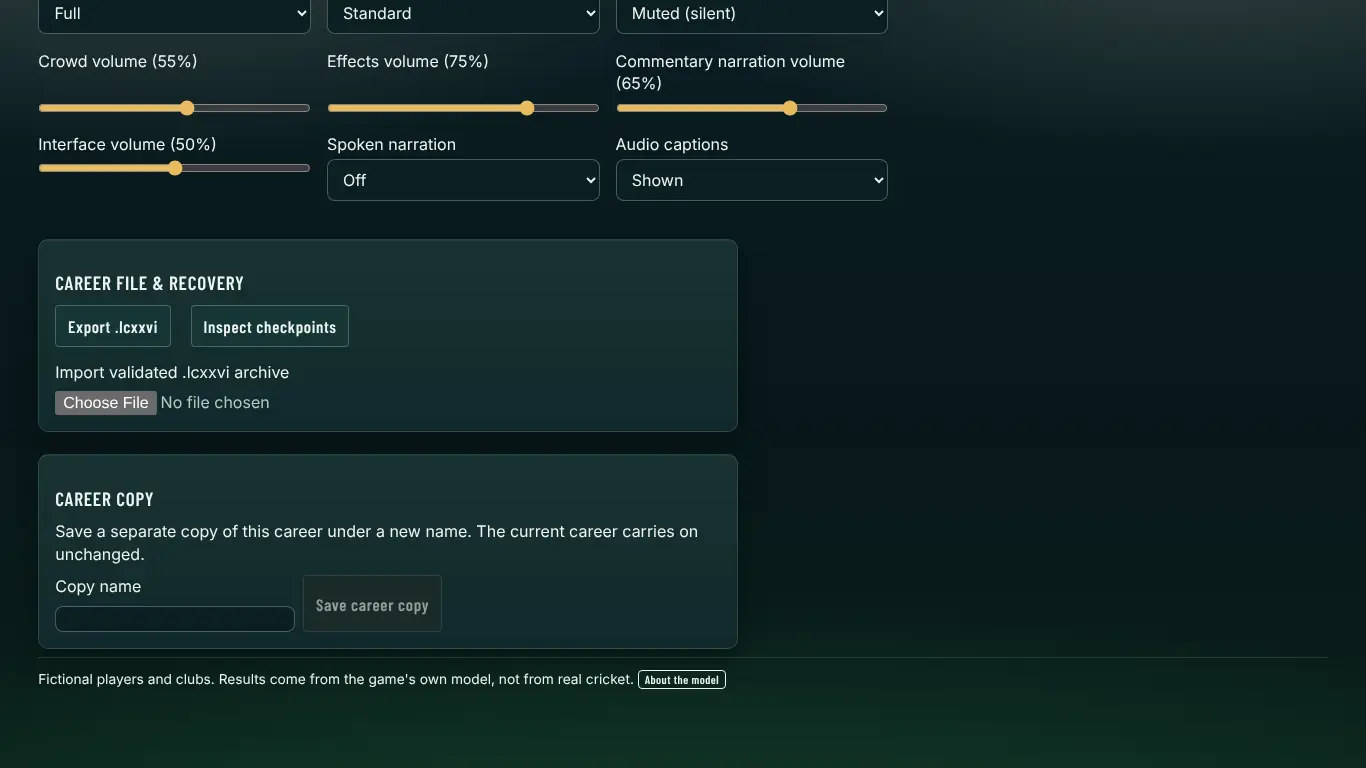 Full
Standard
Muted (silent)
Crowd volume (55%)
Effects volume (75%)
Commentary narration volume
(65%)
Interface volume (50%)
Spoken narration
Audio captions
Off
Shown
CAREER FILE & RECOVERY
Export .lcxxvi
Inspect checkpoints
Import validated .lcxxvi archive
Choose File No file chosen
CAREER COPY
Save a separate copy of this career under a new name. The current career carries on
unchanged.
Copy name
Save career copy
Fictional players and clubs. Results come from the game's own model, not from real cricket. About the model